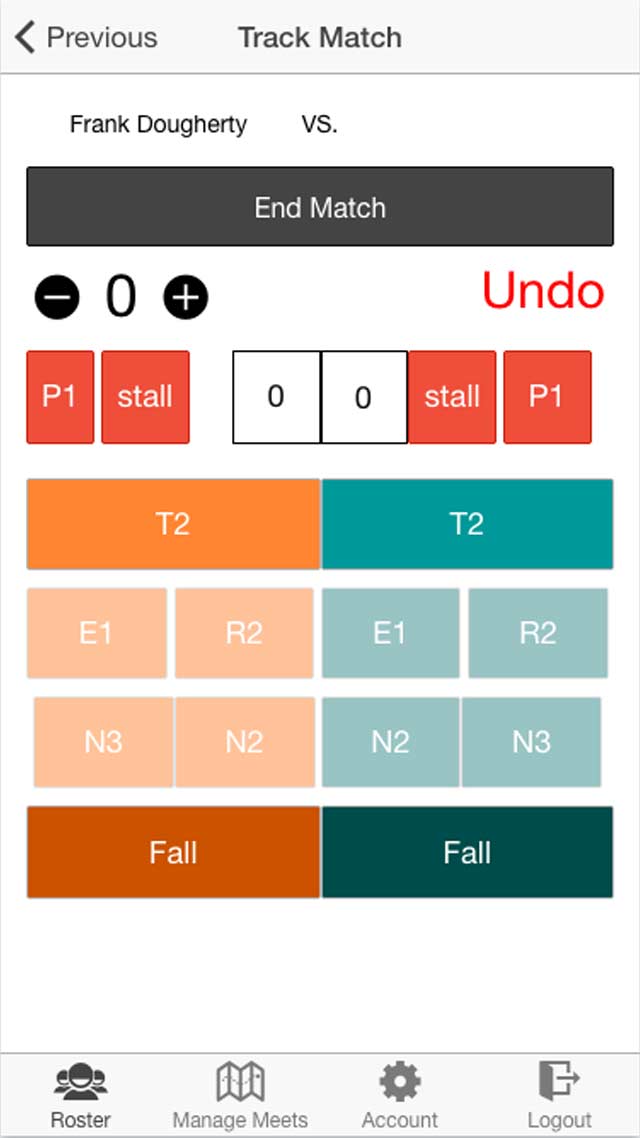 Previous Track Match
Frank Dougherty VS.
End Match
0 Undo
P1 stall 0 0 stall P1
T2 T2
E1 R2 E1 R2
N3 N2 N2 N3
Fall Fall
Roster Manage Meets Account Logout